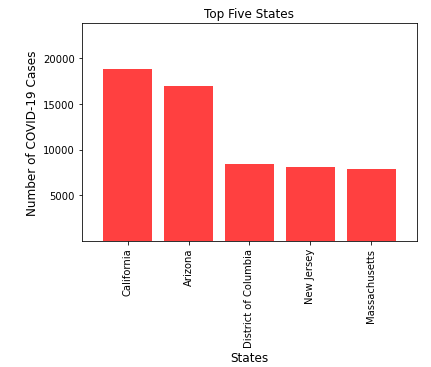 Top Five States
Number of COVID-19 Cases
20000
15000
10000
5000
California
Arizona
District of Columbia
New Jersey
Massachusetts
States